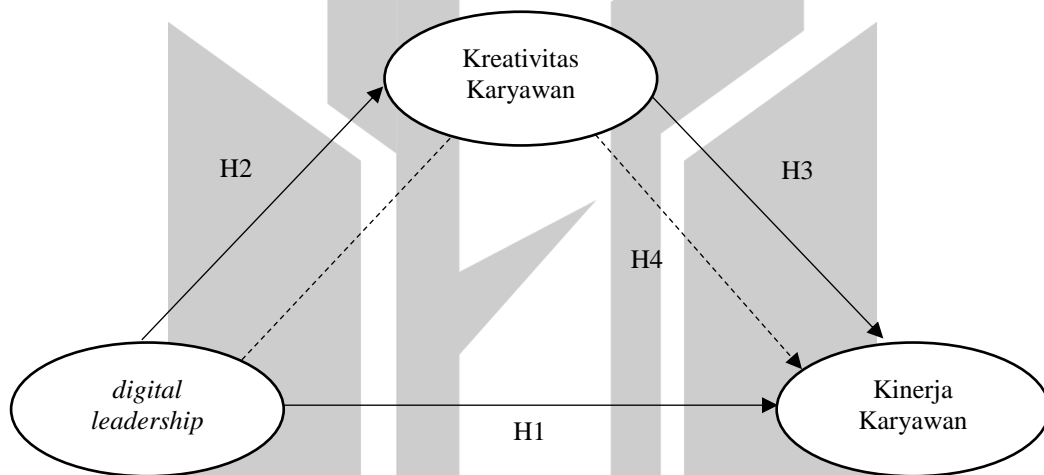 Kreativitas
Karyawan
H2
H3
H4
digital
leadership
H1
Kinerja
Karyawan